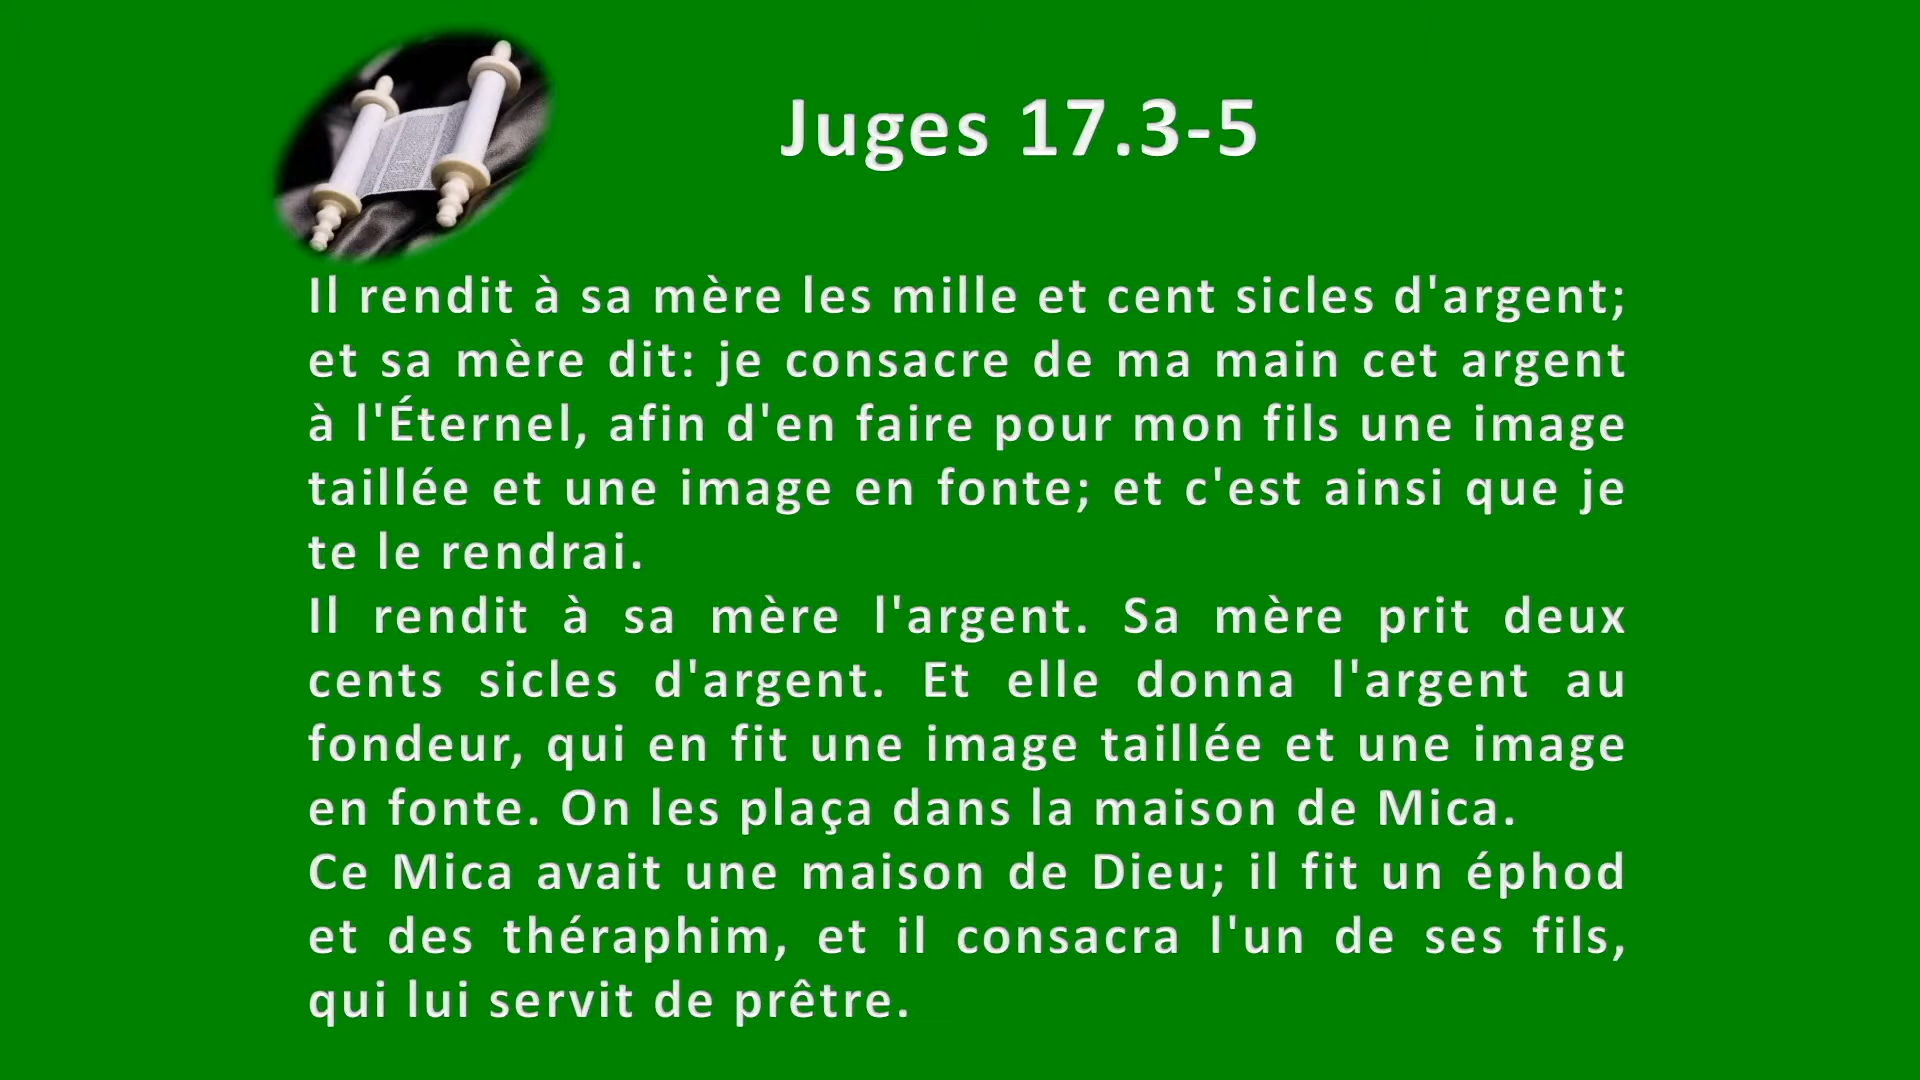 Juges 17.3-5
Il rendit à sa mère les mille et cent sicles d'argent;
et sa mère dit: je consacre de ma main cet argent
à l'Éternel, afin d'en faire pour mon fils une image
taillée et une image en fonte; et c'est ainsi que je
te le rendrai.
Il rendit à sa mère l'argent. Sa mère prit deux
cents sicles d'argent. Et elle donna l'argent au
fondeur, qui en fit une image taillée et une image
en fonte. On les plaça dans la maison de Mica.
Ce Mica avait une maison de Dieu; il fit un éphod
et des théraphim, et il consacra l'un de ses fils,
qui lui servit de prêtre.